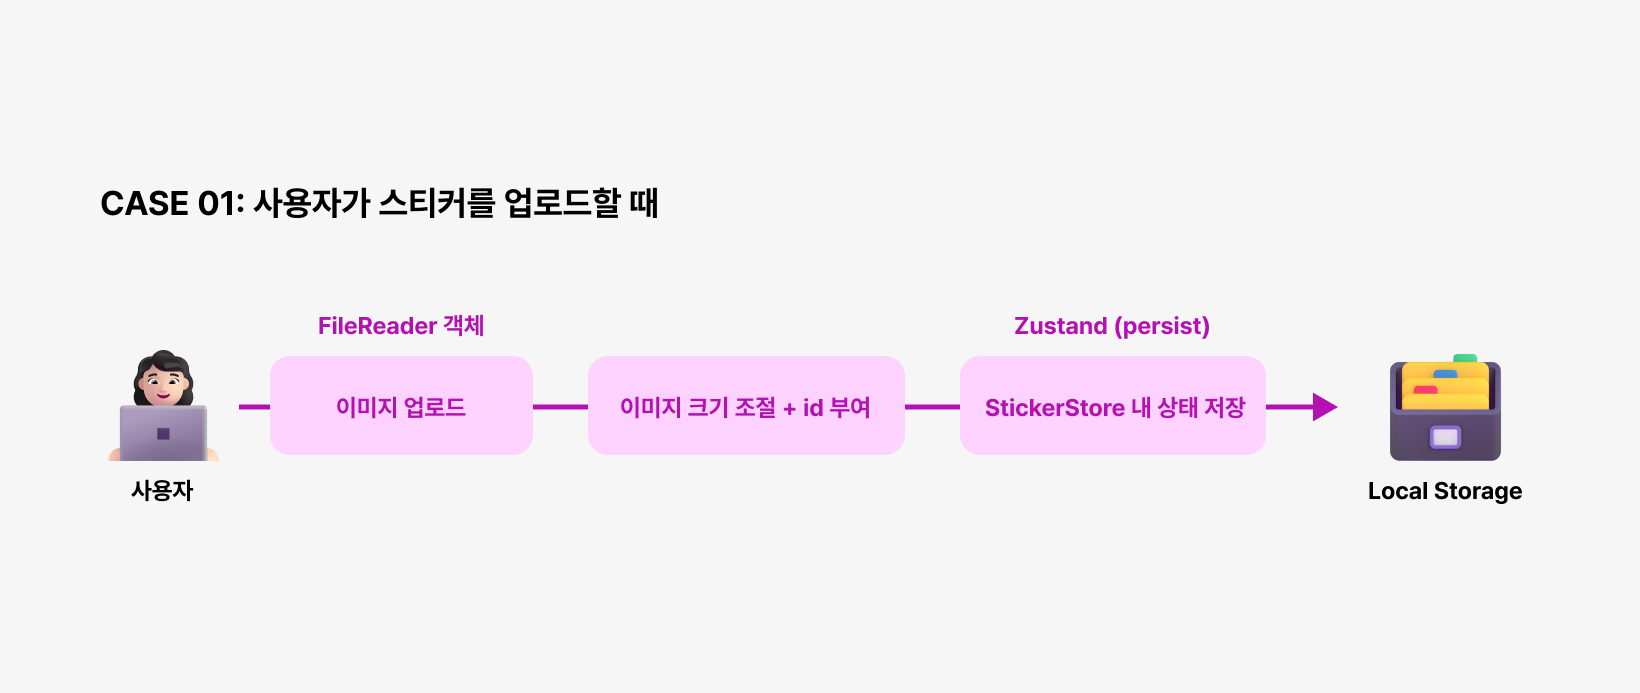 CASE 01: 사용자가 스티커를 업로드할 때
FileReader 객체
Zustand (persist)
이미지 업로드
이미지 크기 조절 + id 부여
StickerStore 내 상태 저장
사용자
Local Storage